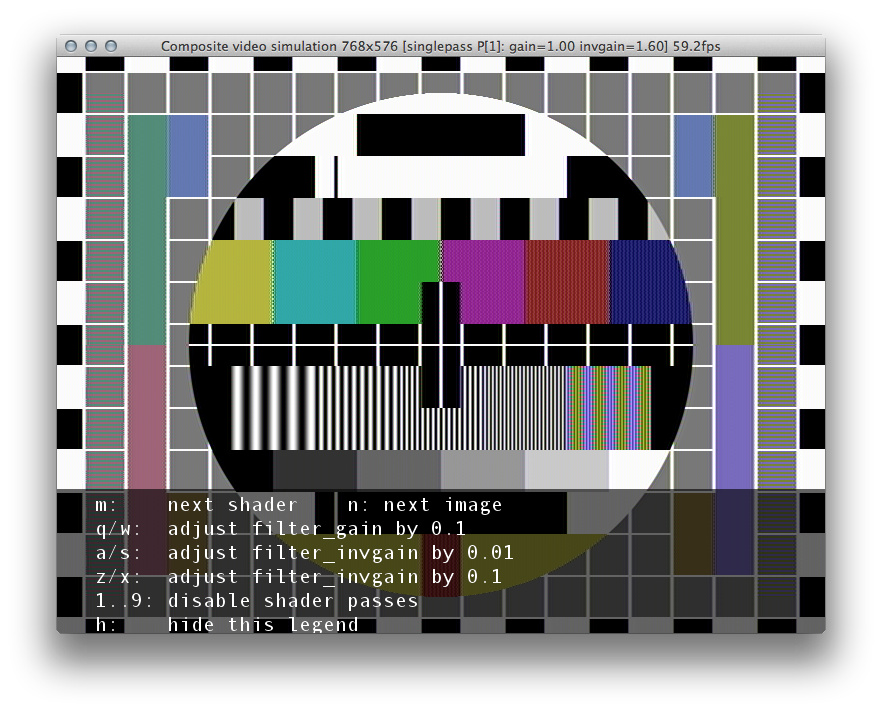 Composite video simulation 768x576 [singlepass P[1]: gain=1.00 invgain=1.60] 59.2fps
m: next shader n: next image
q/w: adjust filter_gain by 0.1
a/s: adjust filter_invgain by 0.01
z/x: adjust filter_invgain by 0.1
1..9: disable shader passes
h: hide this legend